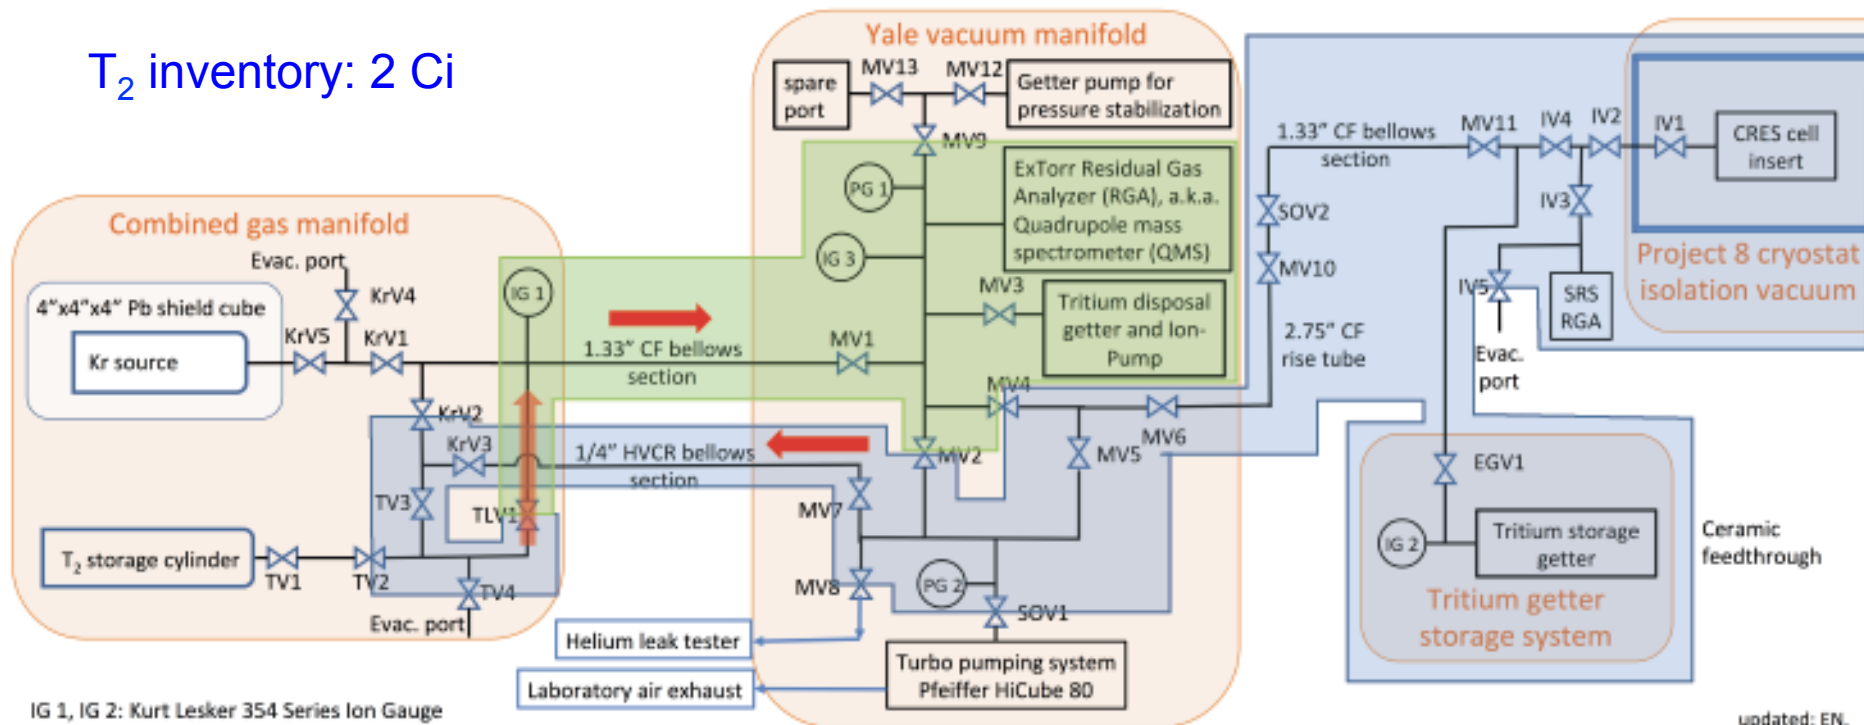 T2 inventory: 2 Ci
Yale vacuum manifold
MV13
MV12
spare
port
Getter pump for
pressure stabilization
MV9
PG 1
ExTorr Residual Gas
Analyzer (RGA), a.k.a.
Quadrupole mass
spectrometer (QMS)
IG 3
MV3
Tritium disposal
getter and Ion-
Pump
MV1
MV4
MV2
MV5
MV6
MV7
MV8
PG 2
SOV1
Turbo pumping system
Pfeiffer HiCube 80
Helium leak tester
Laboratory air exhaust
Combined gas manifold
Evac. port
KrV4
4"x4"x4" Pb shield cube
KrV5
KrV1
Kr source
KrV2
KrV3
IG 1
1.33" CF bellows
section
1/4" HVCR bellows
section
TV3
TLV1
T2 storage cylinder
TV1
TV2
TV4
Evac. port
1.33" CF bellows
section
MV11
IV4
IV2
IV1
CRES cell
insert
SOV2
MV10
IV3
IV5
SRS
RGA
Evac.
port
2.75" CF
rise tube
Project 8 cryostat
isolation vacuum
EGV1
IG 2
Tritium storage
getter
Tritium getter
storage system
Ceramic
feedthrough
IG 1, IG 2: Kurt Lesker 354 Series Ion Gauge
updated: EN.